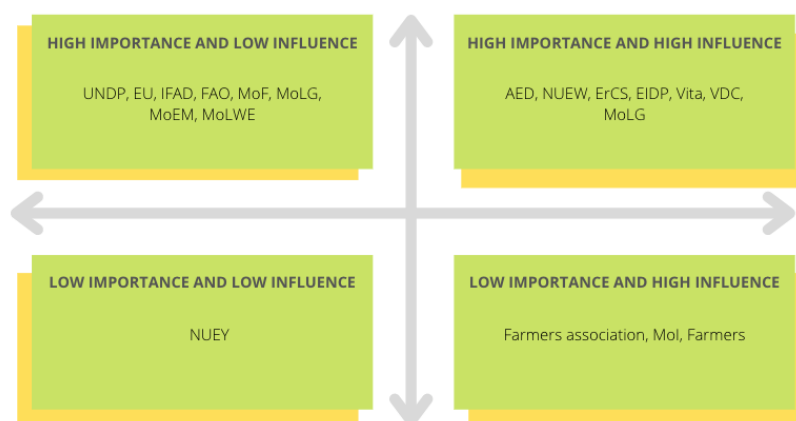 HIGH IMPORTANCE AND LOW INFLUENCE
UNDP, EU, IFAD, FAO, MoF, MoLG,
MoEM, MoLWE
HIGH IMPORTANCE AND HIGH INFLUENCE
AED, NUEW, ErCS, EIDP, Vita, VDC,
MoLG
LOW IMPORTANCE AND LOW INFLUENCE
NUEY
LOW IMPORTANCE AND HIGH INFLUENCE
Farmers association, MoI, Farmers